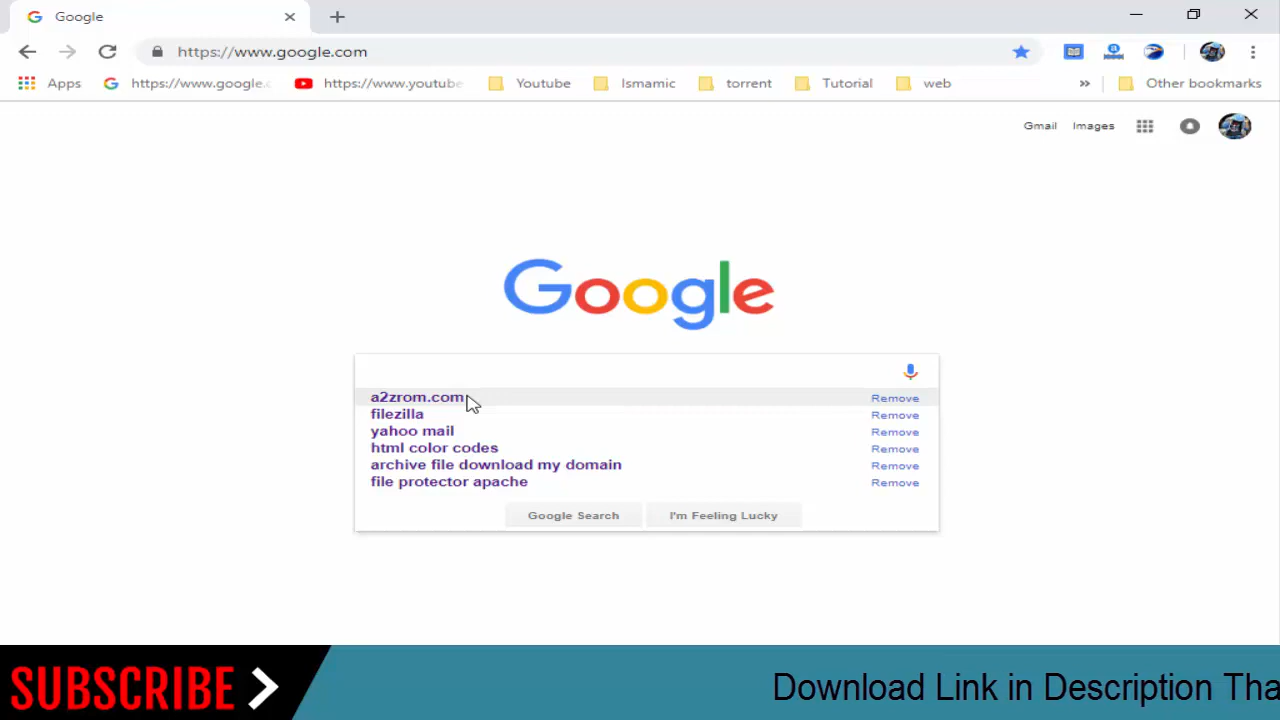 Google
https://www.google.com
Apps https://www.google.c https://www.youtube Youtube Ismamic torrent Tutorial web » Other bookmarks
Gmail Images
Google
a2zrom.com Remove
filezilla Remove
yahoo mail Remove
html color codes Remove
archive file download my domain Remove
file protector apache Remove
Google Search I'm Feeling Lucky
SUBSCRIBE Download Link in Description Tha